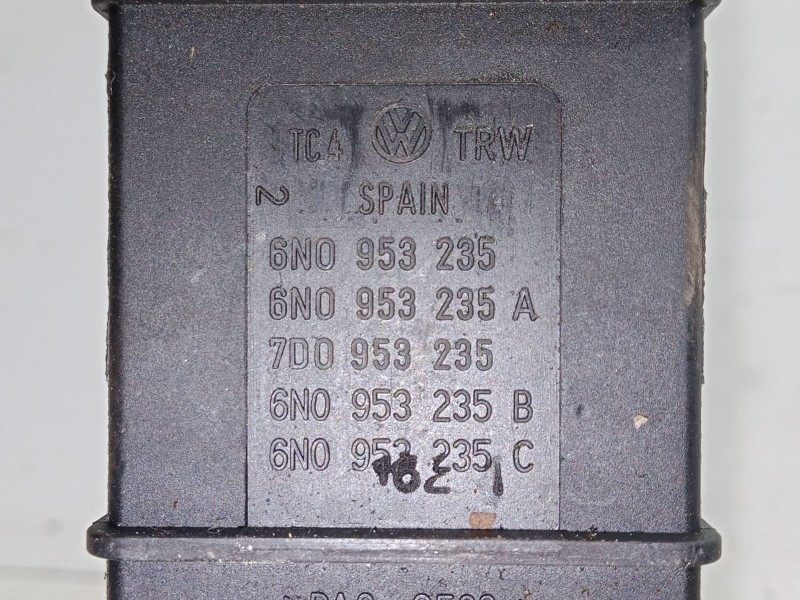 TC4 VW TRW
2 SPAIN
6N0 953 235
6N0 953 235 A
7D0 953 235
6N0 953 235 B
6N0 953 235 C